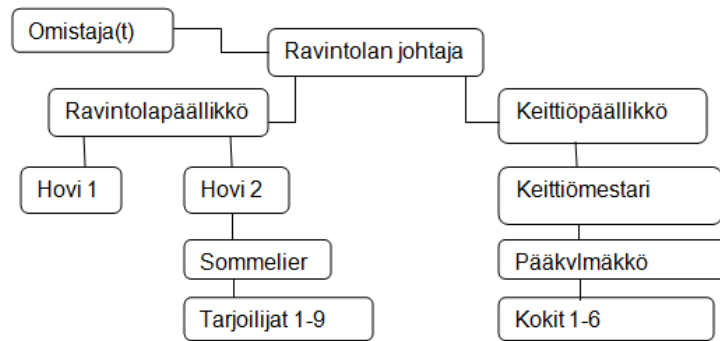 Omistaja(t)
Ravintolan johtaja
Ravintolapäällikkö
Keittiöpäällikkö
Hovi 1
Hovi 2
Keittiömestari
Sommelier
Pääkvlmäkkö
Tarjoilijat 1-9
Kokit 1-6